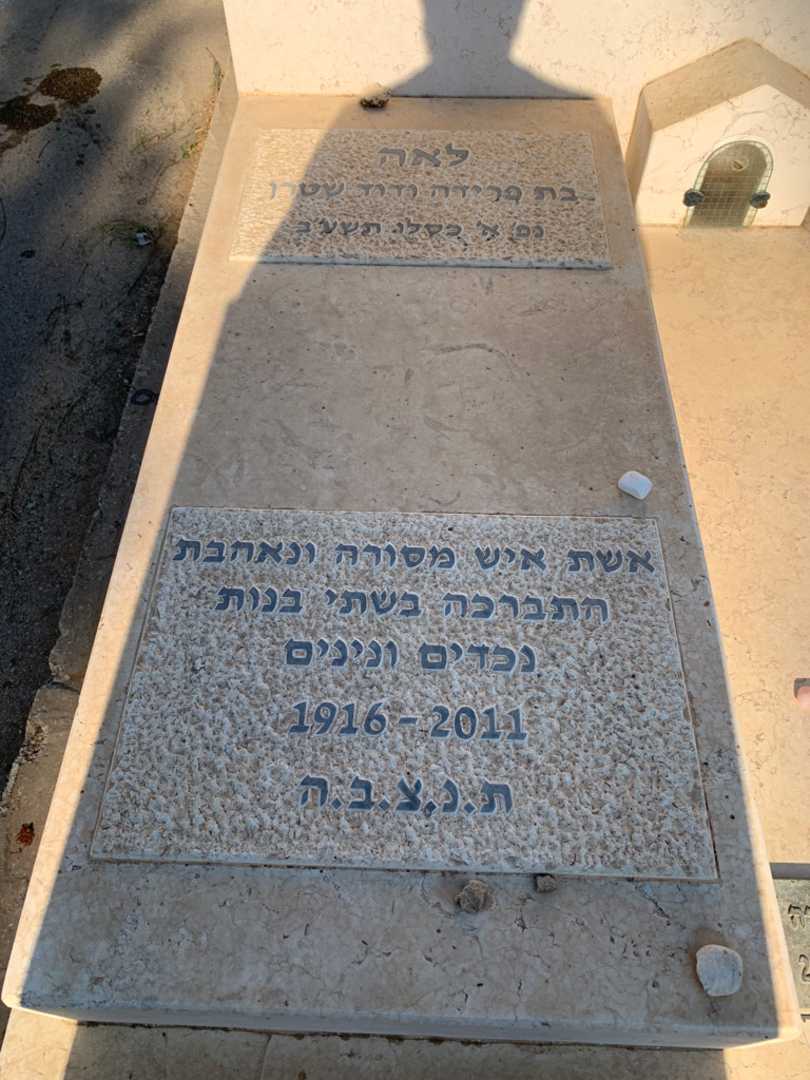 לאה
בת פרידה ודוד שטרן
נפ' א' כסלו תשע"ב
אשת איש מסורה ונאהבת
התברכה בשתי בנות
נכדים ונינים
1916 - 2011
ת.נ.צ.ב.ה